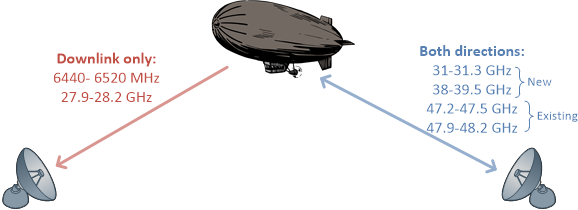 Downlink only:
6440- 6520 MHz
27.9-28.2 GHz
Both directions:
31-31.3 GHz
38-39.5 GHz
New
47.2-47.5 GHz
47.9-48.2 GHz
Existing